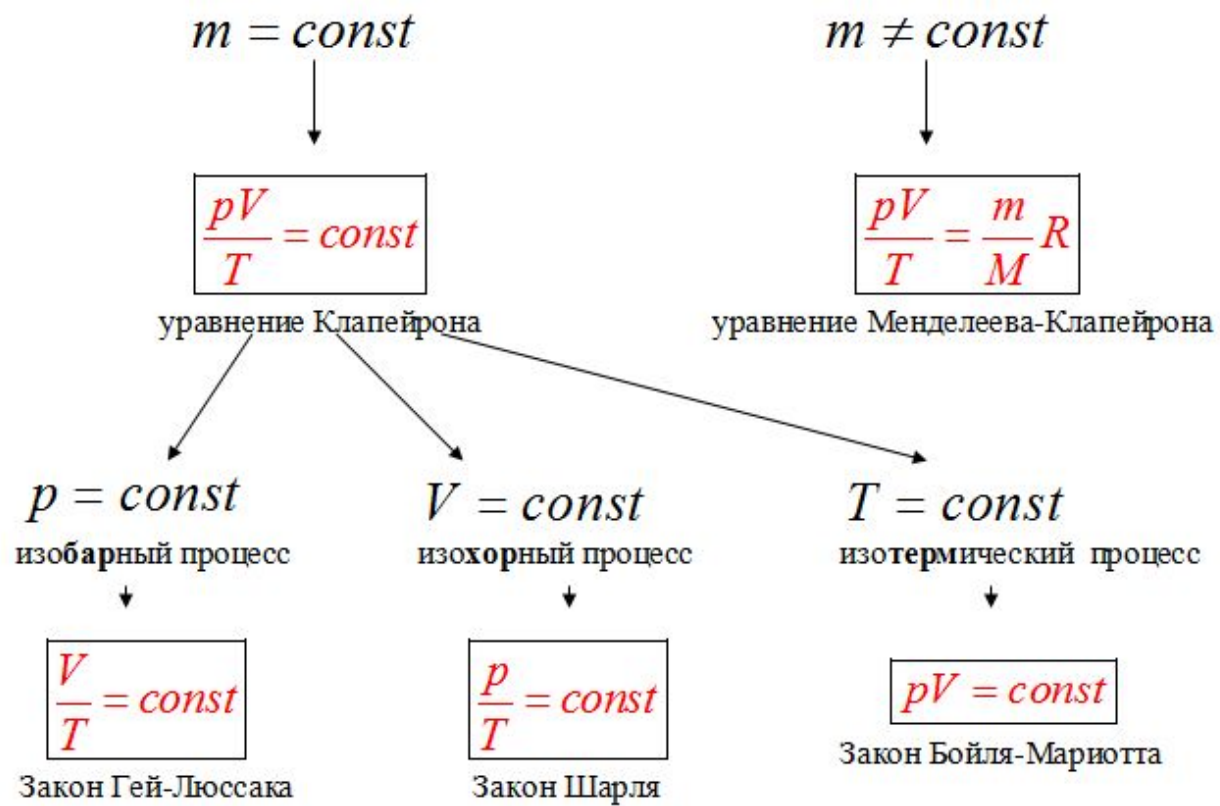 m = const
m ≠ const
pV/T = const
pV/T = m/M R
уравнение Клапейрона
уравнение Менделеева-Клапейрона
p = const
V = const
T = const
изобарный процесс
изохорный процесс
изотермический процесс
V/T = const
p/T = const
pV = const
Закон Гей-Люссака
Закон Шарля
Закон Бойля-Мариотта